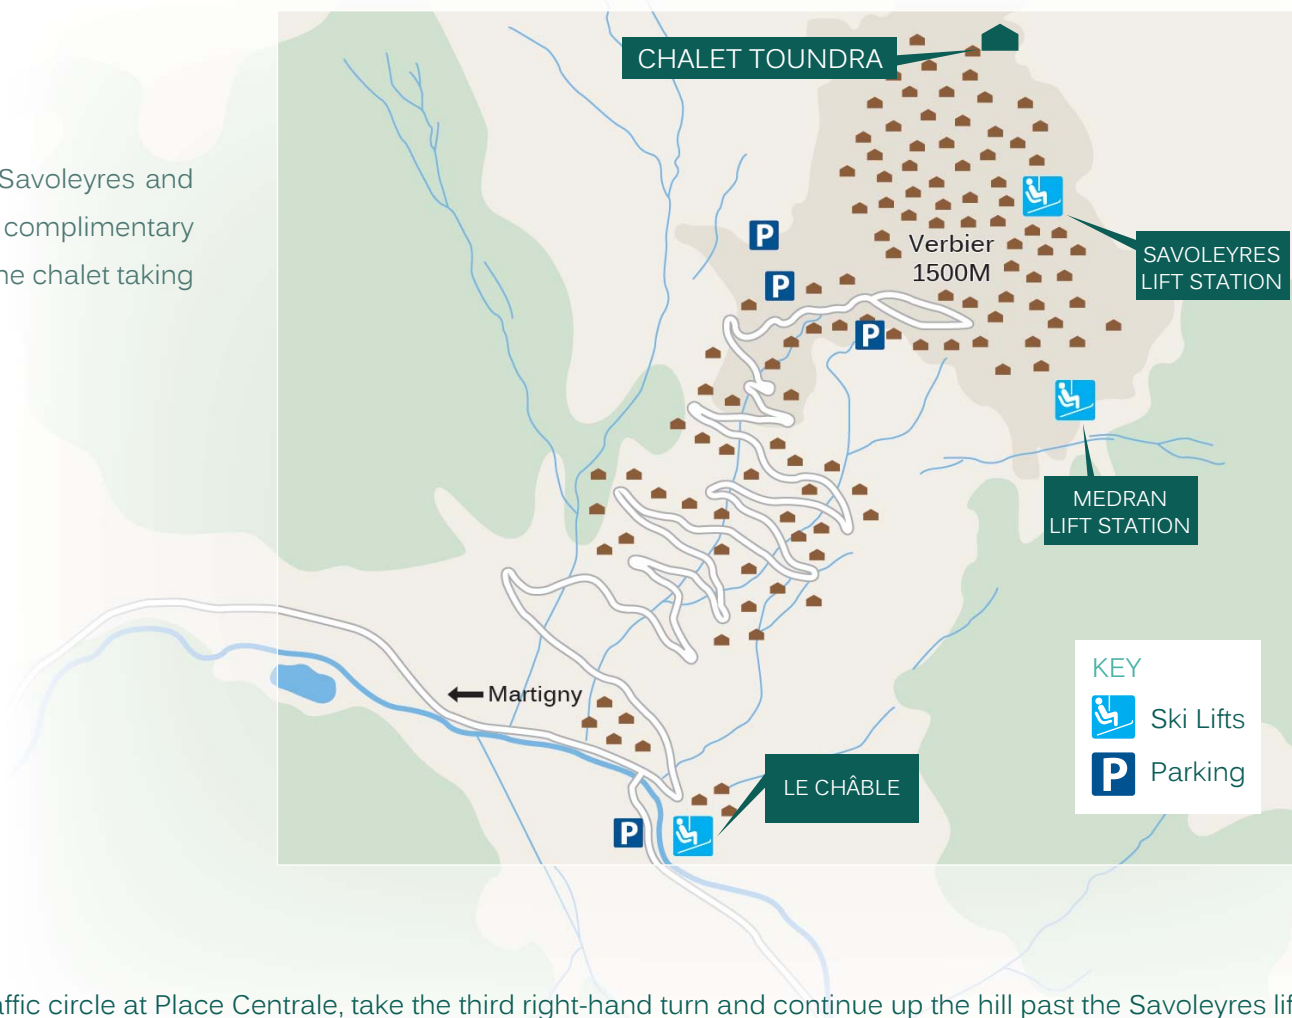 CHALET TOUNDRA
Savoleyres and
complimentary
ne chalet taking
P
P
P
Verbier
1500M
SAVOLEYRES
LIFT STATION
MEDRAN
LIFT STATION
Martigny
KEY
Ski Lifts
P Parking
LE CHÂBLE
P
affic circle at Place Centrale, take the third right-hand turn and continue up the hill past the Savoleyres lif